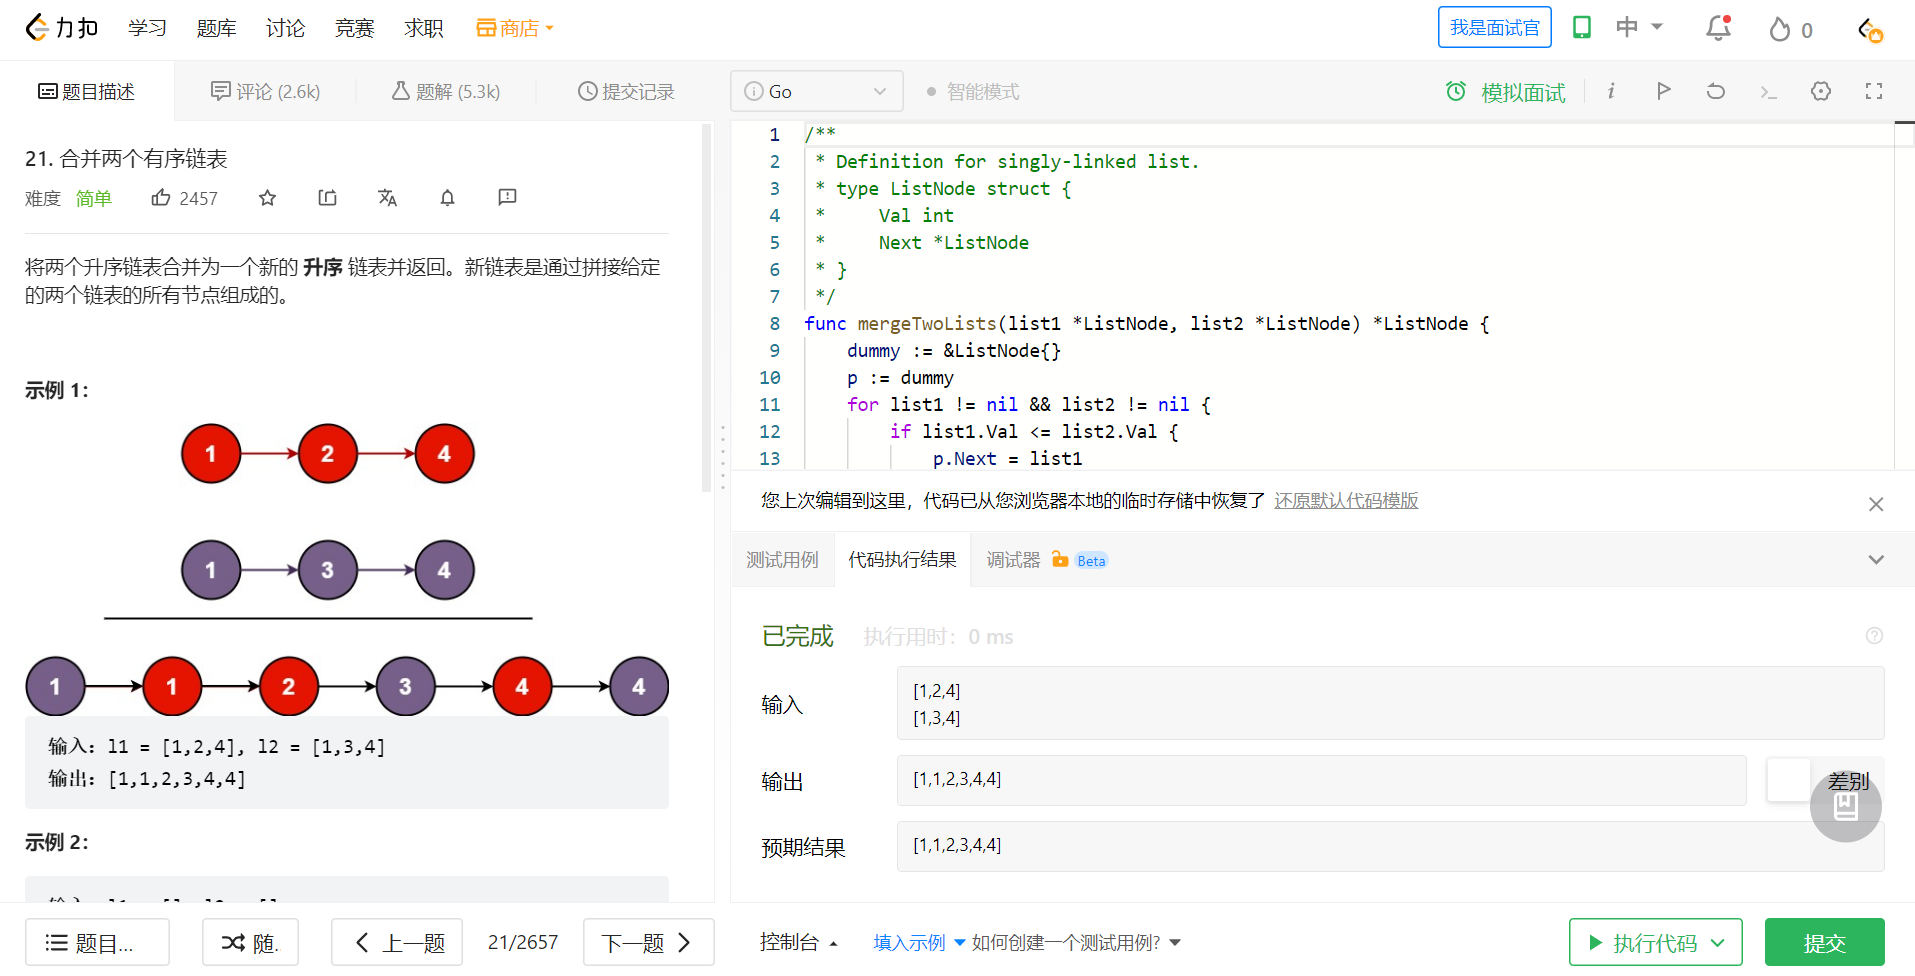 力扣 学习 题库 讨论 竞赛 求职 商店 我是面试官 中 0
题目描述 评论 (2.6k) 题解 (5.3k) 提交记录 Go 智能模式 模拟面试
21. 合并两个有序链表
难度 简单 2457
将两个升序链表合并为一个新的 升序 链表并返回。新链表是通过拼接给定
的两个链表的所有节点组成的。
示例 1：
1 2 4
1 3 4
1 1 2 3 4 4
输入：l1 = [1,2,4], l2 = [1,3,4]
输出：[1,1,2,3,4,4]
示例 2：
1 /**
2 * Definition for singly-linked list.
3 * type ListNode struct {
4 * Val int
5 * Next *ListNode
6 * }
7 */
8 func mergeTwoLists(list1 *ListNode, list2 *ListNode) *ListNode {
9 dummy := &ListNode{}
10 p := dummy
11 for list1 != nil && list2 != nil {
12 if list1.Val <= list2.Val {
13 p.Next = list1
您上次编辑到这里，代码已从您浏览器本地的临时存储中恢复了 还原默认代码模版
测试用例 代码执行结果 调试器 Beta
已完成 执行用时：0 ms
输入
[1,2,4]
[1,3,4]
输出 [1,1,2,3,4,4] 差别
预期结果 [1,1,2,3,4,4]
题目... 随. 上一题 21/2657 下一题 控制台 填入示例 如何创建一个测试用例? 执行代码 提交